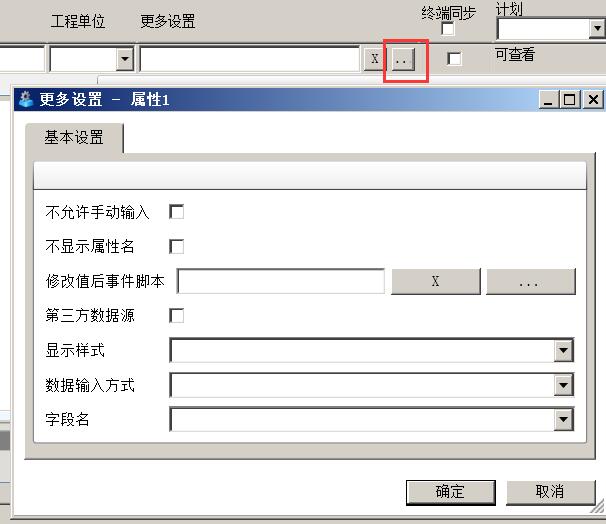 终端同步 计划
工程单位 更多设置
X ... 可查看
更多设置 - 属性1
基本设置
不允许手动输入
不显示属性名
修改值后事件脚本 X ...
第三方数据源
显示样式
数据输入方式
字段名
确定 取消